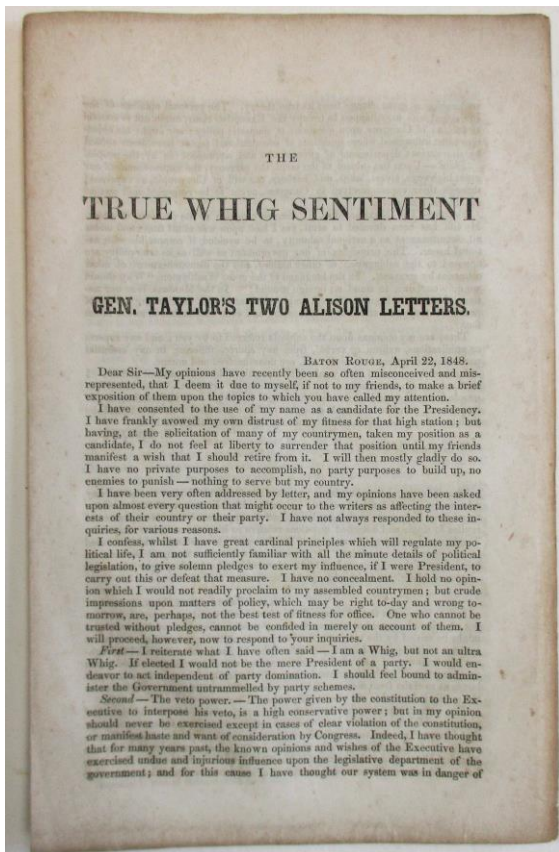 THE
TRUE WHIG SENTIMENT
GEN. TAYLOR'S TWO ALISON LETTERS.
BATON ROUGE, April 22, 1848.
Dear Sir—My opinions have recently been so often misconceived and mis-
represented, that I deem it due to myself, if not to my friends, to make a brief
exposition of them upon the topics to which you have called my attention.
I have consented to the use of my name as a candidate for the Presidency.
I have frankly avowed my own distrust of my fitness for that high station; but
having, at the solicitation of many of my countrymen, taken my position as a
candidate, I do not feel at liberty to surrender that position until my friends
manifest a wish that I should retire from it. I will then mostly gladly do so.
I have no private purposes to accomplish, no party purposes to build up, no
enemies to punish — nothing to serve but my country.
I have been very often addressed by letter, and my opinions have been asked
upon almost every question that might occur to the writers as affecting the inter-
ests of their country or their party. I have not always responded to these in-
quiries, for various reasons.
I confess, whilst I have great cardinal principles which will regulate my po-
litical life, I am not sufficiently familiar with all the minute details of political
legislation, to give solemn pledges to exert my influence, if I were President, to
carry out this or defeat that measure. I have no concealment. I hold no opin-
ion which I would not readily proclaim to my assembled countrymen; but crude
impressions upon matters of policy, which may be right to-day and wrong to-
morrow, are, perhaps, not the best test of fitness for office. One who cannot be
trusted without pledges, cannot be confided in merely on account of them. I
will proceed, however, now to respond to your inquiries.
First—I reiterate what I have often said—I am a Whig, but not an ultra
Whig. If elected I would not be the mere President of a party. I would en-
deavor to act independent of party domination. I should feel bound to admin-
ister the Government untrammelled by party schemes.
Second—The veto power.—The power given by the constitution to the Ex-
ecutive to interpose his veto, is a high conservative power; but in my opinion
should never be exercised except in cases of clear violation of the constitution,
or manifest haste and want of consideration by Congress. Indeed, I have thought
that for many years past, the known opinions and wishes of the Executive have
exercised undue and injurious influence upon the legislative department of the
government; and for this cause I have thought our system was in danger of